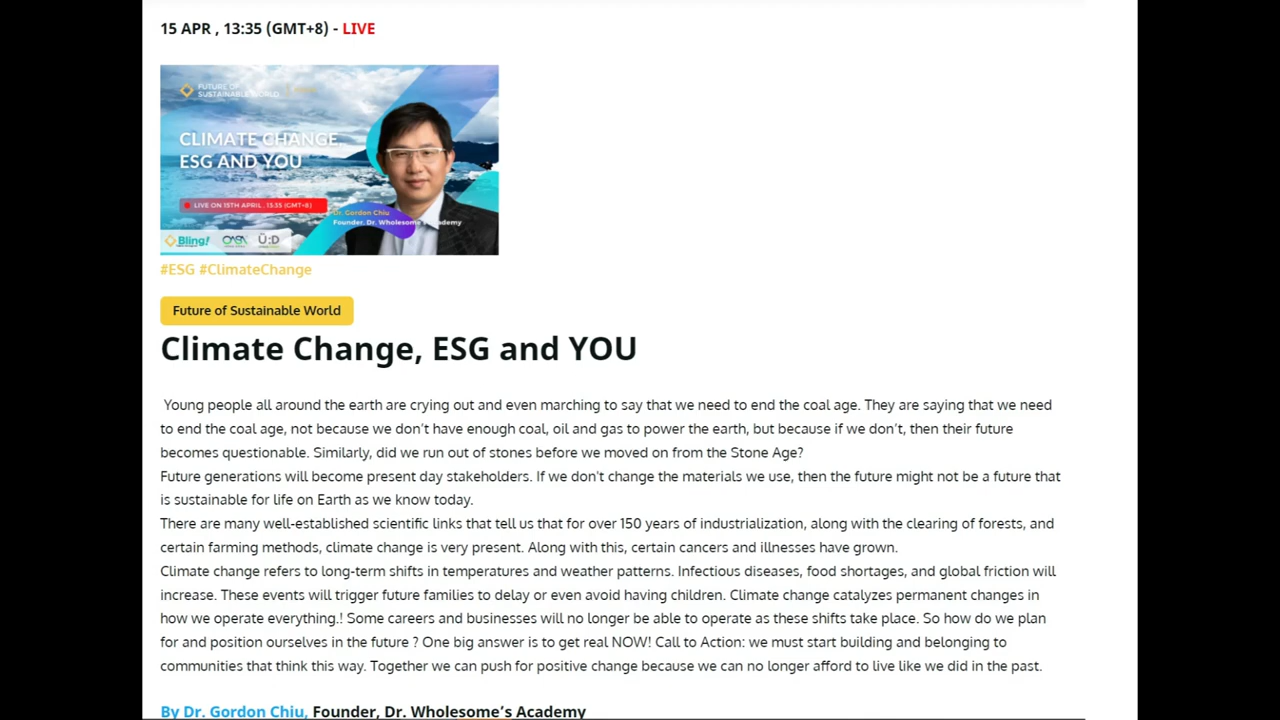 15 APR , 13:35 (GMT+8) - LIVE
FUTURE OF
SUSTAINABLE WORLD
CLIMATE CHANGE,
ESG AND YOU
LIVE ON 15TH APRIL , 13:35 (GMT+8)
Dr. Gordon Chiu
Founder, Dr. Wholesome's Academy
Bling!
#ESG #ClimateChange
Future of Sustainable World
Climate Change, ESG and YOU
Young people all around the earth are crying out and even marching to say that we need to end the coal age. They are saying that we need
to end the coal age, not because we don’t have enough coal, oil and gas to power the earth, but because if we don’t, then their future
becomes questionable. Similarly, did we run out of stones before we moved on from the Stone Age?
Future generations will become present day stakeholders. If we don't change the materials we use, then the future might not be a future that
is sustainable for life on Earth as we know today.
There are many well-established scientific links that tell us that for over 150 years of industrialization, along with the clearing of forests, and
certain farming methods, climate change is very present. Along with this, certain cancers and illnesses have grown.
Climate change refers to long-term shifts in temperatures and weather patterns. Infectious diseases, food shortages, and global friction will
increase. These events will trigger future families to delay or even avoid having children. Climate change catalyzes permanent changes in
how we operate everything.! Some careers and businesses will no longer be able to operate as these shifts take place. So how do we plan
for and position ourselves in the future ? One big answer is to get real NOW! Call to Action: we must start building and belonging to
communities that think this way. Together we can push for positive change because we can no longer afford to live like we did in the past.
By Dr. Gordon Chiu, Founder, Dr. Wholesome’s Academy